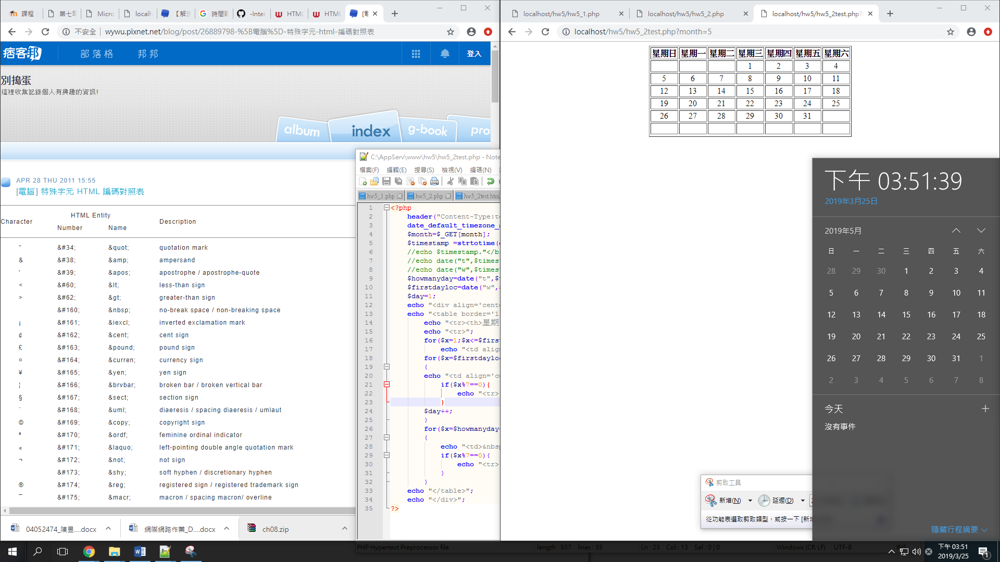 課程
第七章
Micro
localh
【解決
時間戳
-Inter
HTML
HTML
[電
不安全 | wywu.pixnet.net/blog/post/26889798-%5B電腦%5D-特殊字元-html-編碼對照表
痞客邦
部落格
邦邦
登入
別搗蛋
這裡收集記錄個人有興趣的資訊!
album
index
g-book
pro
APR 28 THU 2011 15:55
[電腦] 特殊字元 HTML 編碼對照表
Character HTML Entity Description
Number Name
" &#34; &quot; quotation mark
& &#38; &amp; ampersand
' &#39; &apos; apostrophe / apostrophe-quote
< &#60; &lt; less-than sign
> &#62; &gt; greater-than sign
&#160; &nbsp; no-break space / non-breaking space
¡ &#161; &iexcl; inverted exclamation mark
¢ &#162; &cent; cent sign
£ &#163; &pound; pound sign
¤ &#164; &curren; currency sign
¥ &#165; &yen; yen sign
¦ &#166; &brvbar; broken bar / broken vertical bar
§ &#167; &sect; section sign
¨ &#168; &uml; diaeresis / spacing diaeresis / umlaut
© &#169; &copy; copyright sign
ª &#170; &ordf; feminine ordinal indicator
« &#171; &laquo; left-pointing double angle quotation mark
¬ &#172; &not; not sign
&#173; &shy; soft hyphen / discretionary hyphen
® &#174; &reg; registered sign / registered trademark sign
¯ &#175; &macr; macron / spacing macron/ overline
04052474_陳昱....docx
網際網路作業_D....docx
ch08.zip
C:\AppServ\www\hw5\hw5_2test.php - Note
檔案(F) 編輯(E) 搜尋(S) 檢視(V) 編碼(N)
hw5_1.php hw5_2.php hw5_2test.html
1 <?php
2 header("Content-Type:te
3 date_default_timezone_s
4 $month=$_GET[month];
5 $timestamp =strtotime(
6 //echo $timestamp."</b
7 //echo date("t",$timest
8 //echo date("w",$timest
9 $howmanyday=date("t",$
10 $firstdayloc=date("w",
11 $day=1;
12 echo "<div align='cente
13 echo "<table border='1
14 echo "<tr><th>星期
15 echo "<tr>";
16 for($x=1;$x<=$first
17 echo "<td align
18 for($x=$firstdayloc
19 {
20 echo "<td align='ce
21 if($x%7==0){
22 echo "<tr>
23 }
24 $day++;
25 }
26 for($x=$howmanyday
27 {
28 echo "<td>&nbsp
29 if($x%7==0){
30 echo "<tr>
31 }
32 }
33 echo "</table>";
34 echo "</div>";
35 ?>
PHP Hypertext Preprocessor file length : 937 lines : 35 Ln : 23 Col : 13 Sel : 0 | 0 Windows (CR LF) UTF-8 INS
localhost/hw5/hw5_1.php
localhost/hw5/hw5_2.php
localhost/hw5/hw5_2test.php?
localhost/hw5/hw5_2test.php?month=5
星期日 星期一 星期二 星期三 星期四 星期五 星期六
1 2 3 4
5 6 7 8 9 10 11
12 13 14 15 16 17 18
19 20 21 22 23 24 25
26 27 28 29 30 31
下午 03:51:39
2019年3月25日
2019年5月
日 一 二 三 四 五 六
28 29 30 1 2 3 4
5 6 7 8 9 10 11
12 13 14 15 16 17 18
19 20 21 22 23 24 25
26 27 28 29 30 31 1
2 3 4 5 6 7 8
今天
沒有事件
隱藏行程摘要
剪取工具
新增(N) 延遲(D)
從功能表選取剪取類型，或按一下 [新增
下午 03:51
2019/3/25
1